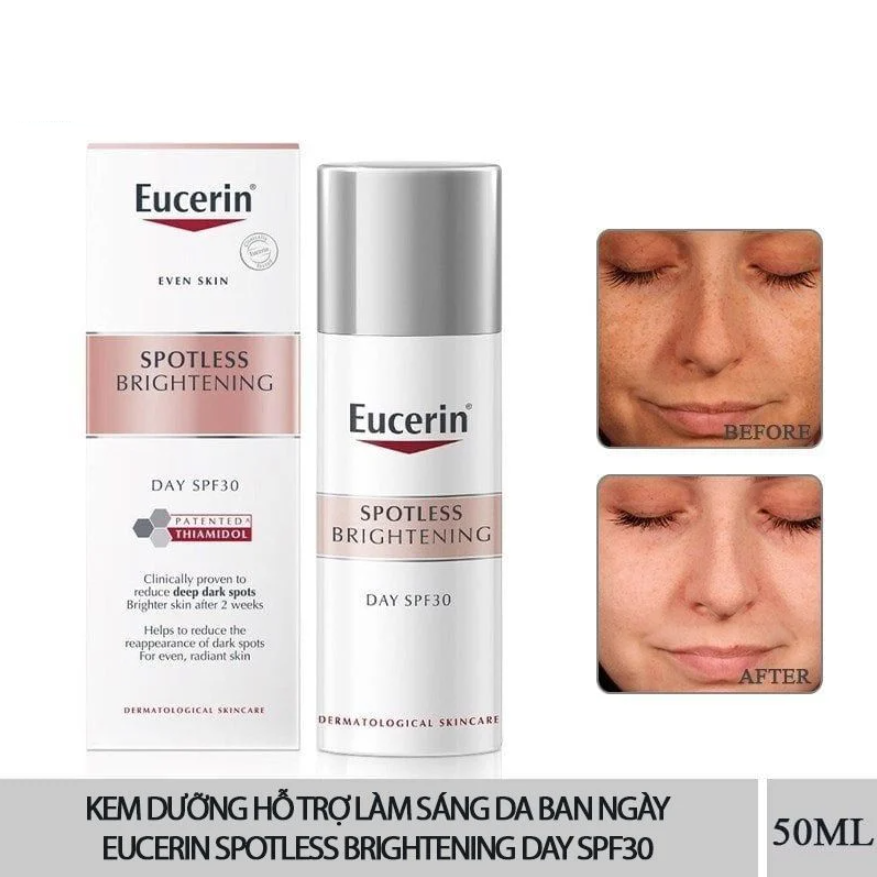 Eucerin®
EVEN SKIN
SPOTLESS
BRIGHTENING
DAY SPF30
PATENTED
THIAMIDOL
Clinically proven to
reduce deep dark spots
Brighter skin after 2 weeks
Helps to reduce the
reappearance of dark spots
For even, radiant skin
DERMATOLOGICAL SKINCARE
Eucerin®
SPOTLESS
BRIGHTENING
DAY SPF30
DERMATOLOGICAL SKINCARE
BEFORE
AFTER
KEM DƯỠNG HỖ TRỢ LÀM SÁNG DA BAN NGÀY
EUCERIN SPOTLESS BRIGHTENING DAY SPF30
50ML